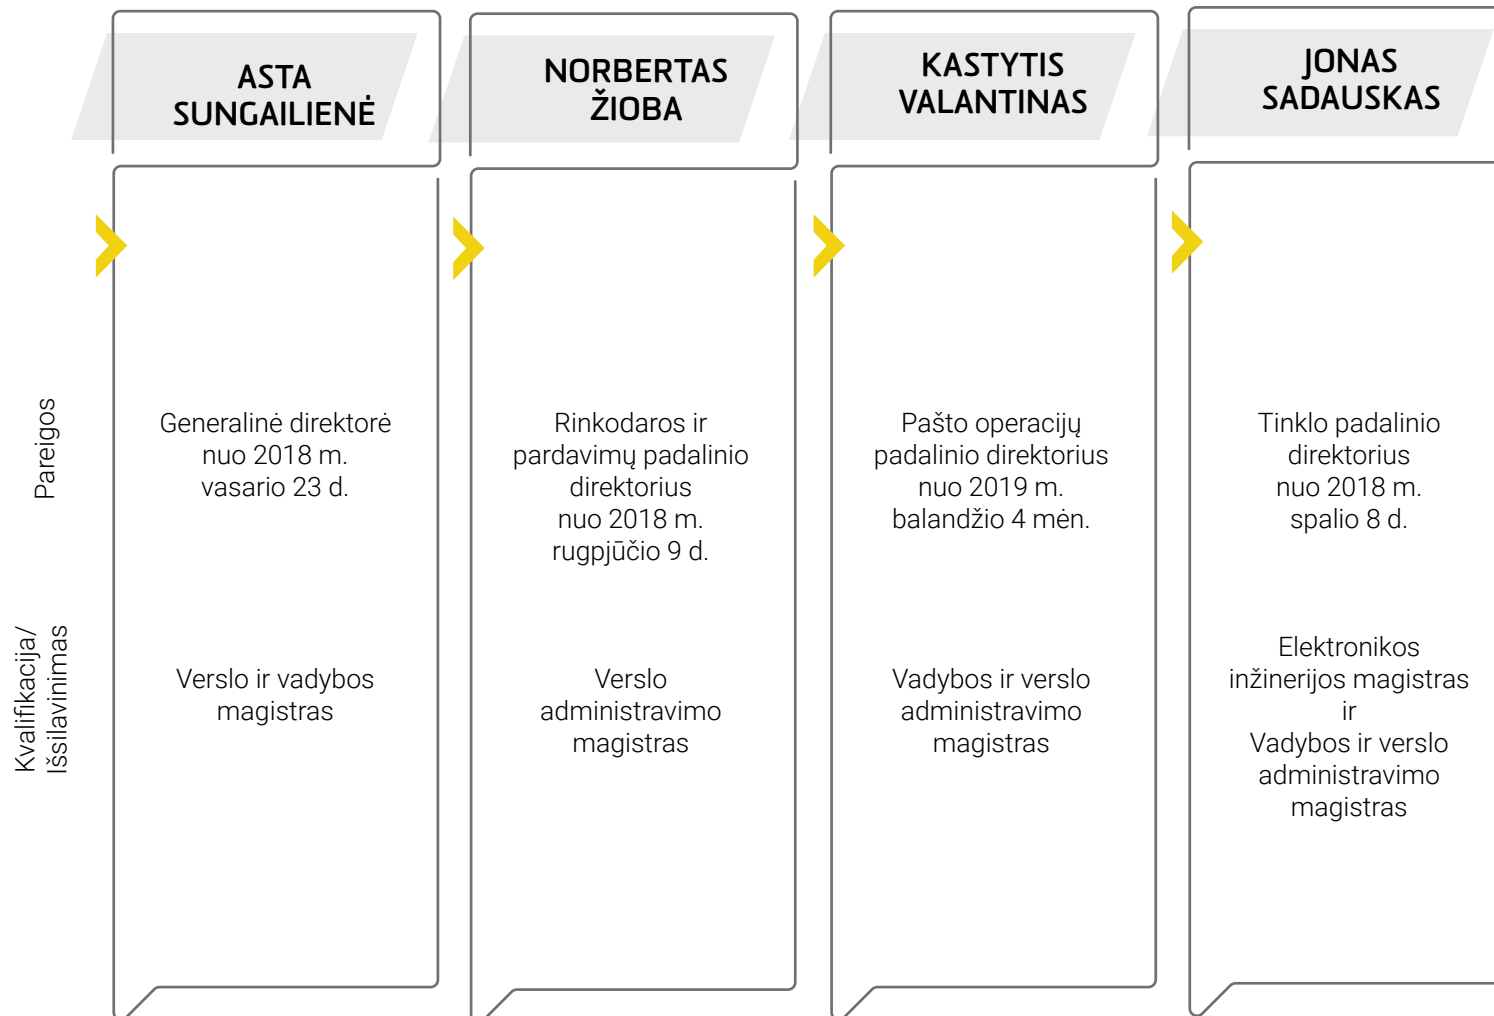 ASTA
SUNGAILIENĖ
NORBERTAS
ŽIOBA
KASTYTIS
VALANTINAS
JONAS
SADAUSKAS
Pareigos
Generalinė direktorė
nuo 2018 m.
vasario 23 d.
Rinkodaros ir
pardavimų padalinio
direktorius
nuo 2018 m.
rugpjūčio 9 d.
Pašto operacijų
padalinio direktorius
nuo 2019 m.
balandžio 4 mėn.
Tinklo padalinio
direktorius
nuo 2018 m.
spalio 8 d.
Kvalifikacija/
Išsilavinimas
Verslo ir vadybos
magistras
Verslo
administravimo
magistras
Vadybos ir verslo
administravimo
magistras
Elektronikos
inžinerijos magistras
ir
Vadybos ir verslo
administravimo
magistras